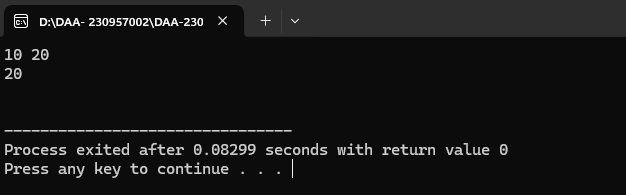 D:\DAA- 230957002\DAA-230
10 20
20
--------------------------------
Process exited after 0.08299 seconds with return value 0
Press any key to continue . . .